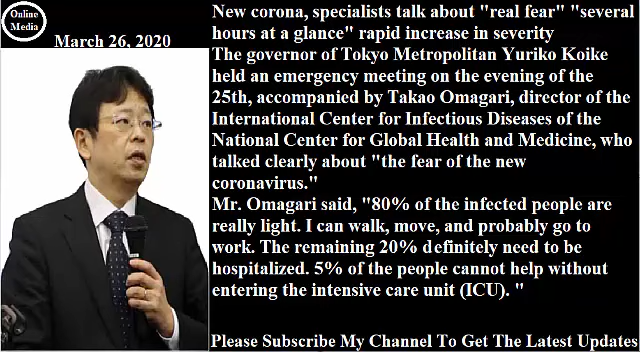 Online
Media
March 26, 2020
New corona, specialists talk about "real fear" "several
hours at a glance" rapid increase in severity
The governor of Tokyo Metropolitan Yuriko Koike
held an emergency meeting on the evening of the
25th, accompanied by Takao Omagari, director of the
International Center for Infectious Diseases of the
National Center for Global Health and Medicine, who
talked clearly about "the fear of the new
coronavirus."
Mr. Omagari said, "80% of the infected people are
really light. I can walk, move, and probably go to
work. The remaining 20% definitely need to be
hospitalized. 5% of the people cannot help without
entering the intensive care unit (ICU). "
Please Subscribe My Channel To Get The Latest Updates